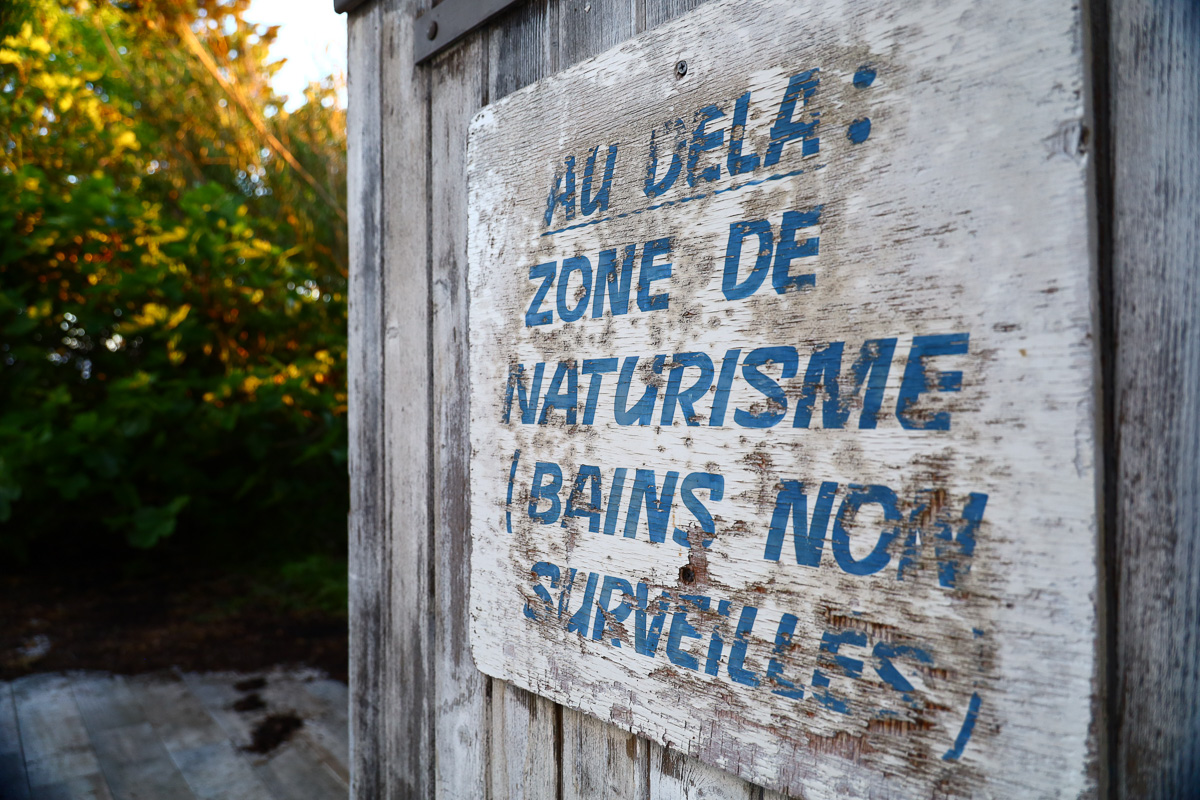 AU DELA :
ZONE DE
NATURISME
(BAINS NON
SURVEILLES)